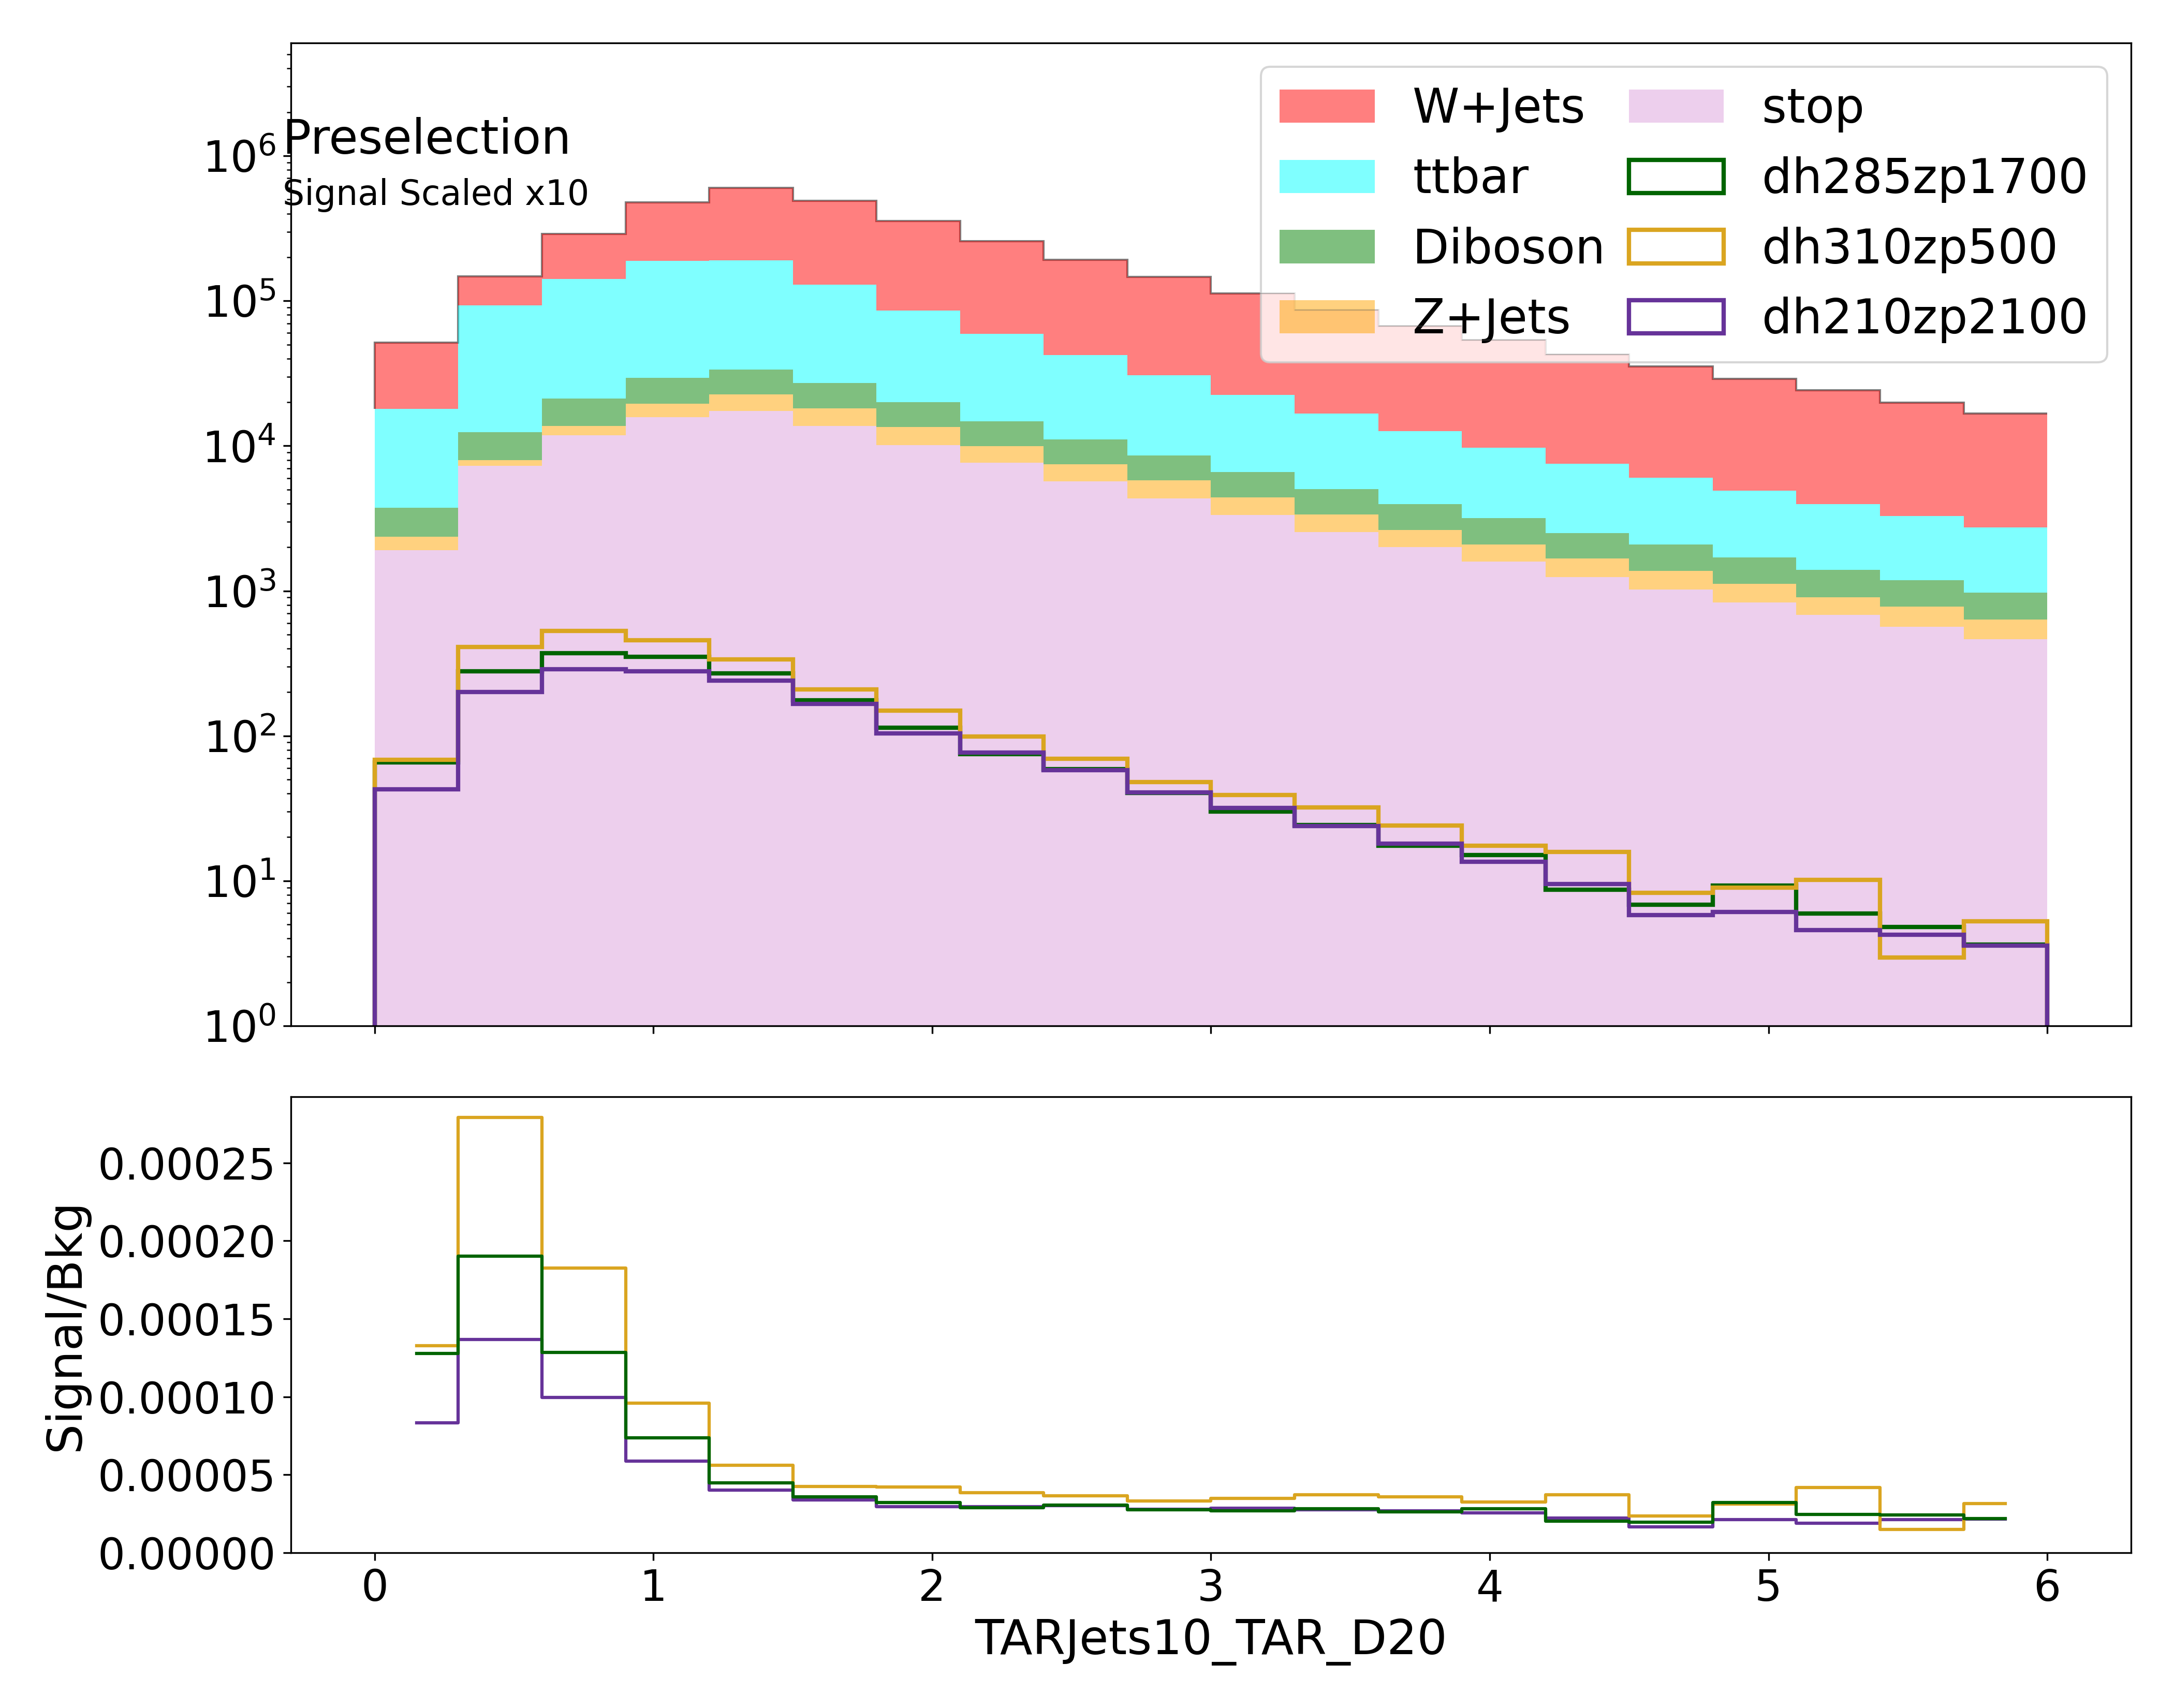 Preselection
Signal Scaled x10
W+Jets
ttbar
Diboson
Z+Jets
stop
dh285zp1700
dh310zp500
dh210zp2100
10^6
10^5
10^4
10^3
10^2
10^1
10^0
Signal/Bkg
0.00025
0.00020
0.00015
0.00010
0.00005
0.00000
0 1 2 3 4 5 6
TARJets10_TAR_D20